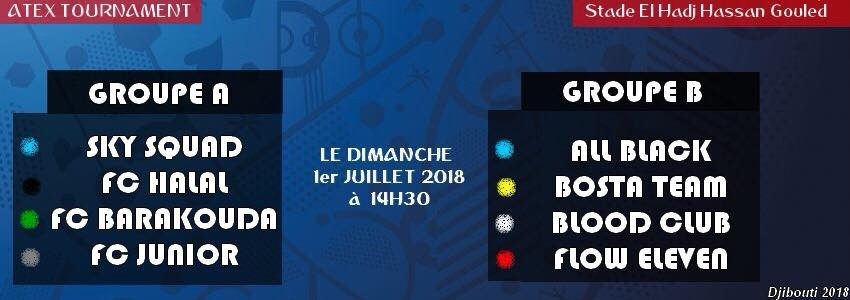 ATEX TOURNAMENT
Stade El Hadj Hassan Gouled
GROUPE A
SKY SQUAD
FC HALAL
FC BARAKOUDA
FC JUNIOR
LE DIMANCHE
1er JUILLET 2018
à 14H30
GROUPE B
ALL BLACK
BOSTA TEAM
BLOOD CLUB
FLOW ELEVEN
Djibouti 2018